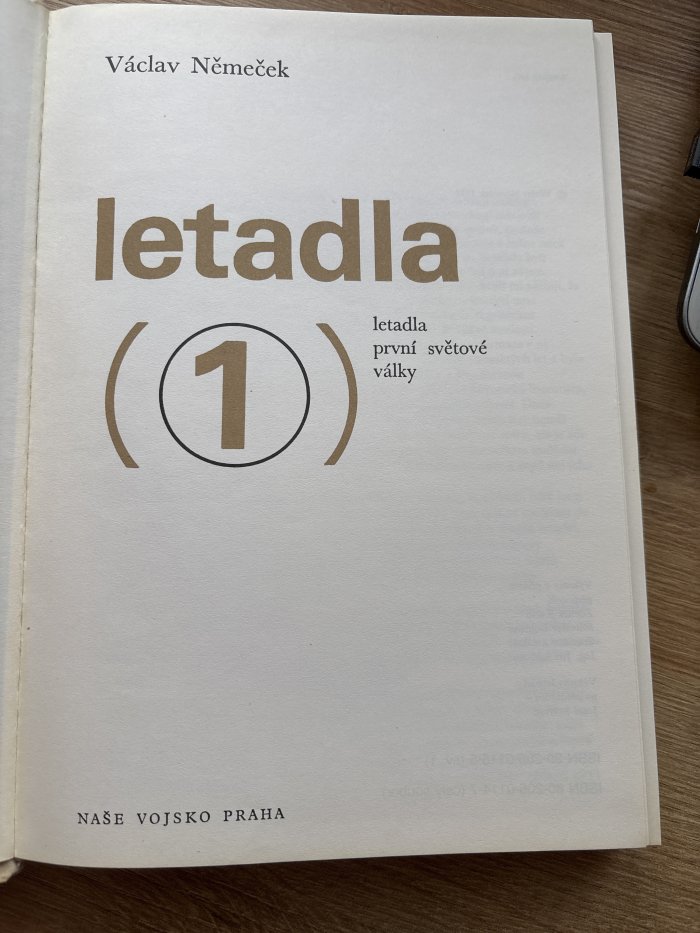 Václav Němeček
letadla
(1)
letadla
první světové
války
NAŠE VOJSKO PRAHA